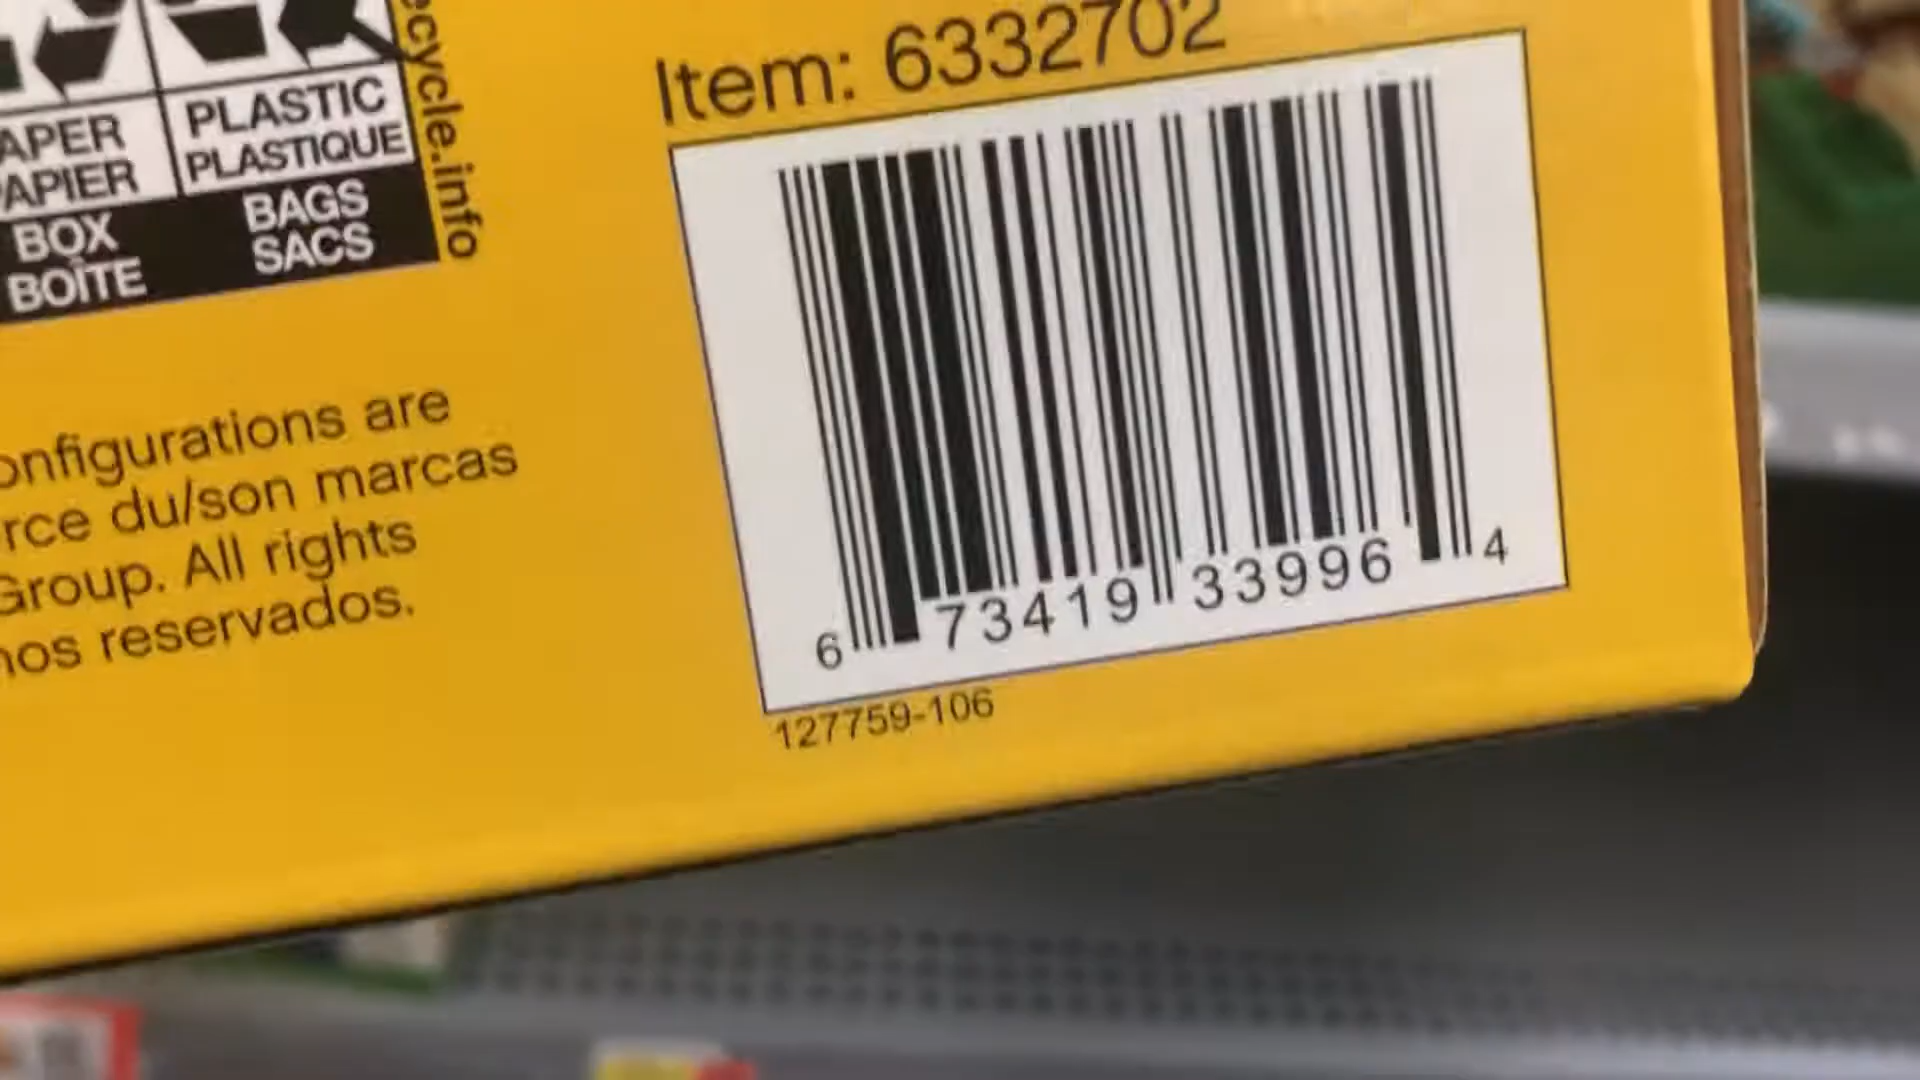 ecycle.info
APER
PAPIER
BOX
BOÎTE
PLASTIC
PLASTIQUE
BAGS
SACS
Item: 6332702
6 73419 33996 4
127759-106
onfigurations are
rce du/son marcas
Group. All rights
nos reservados.